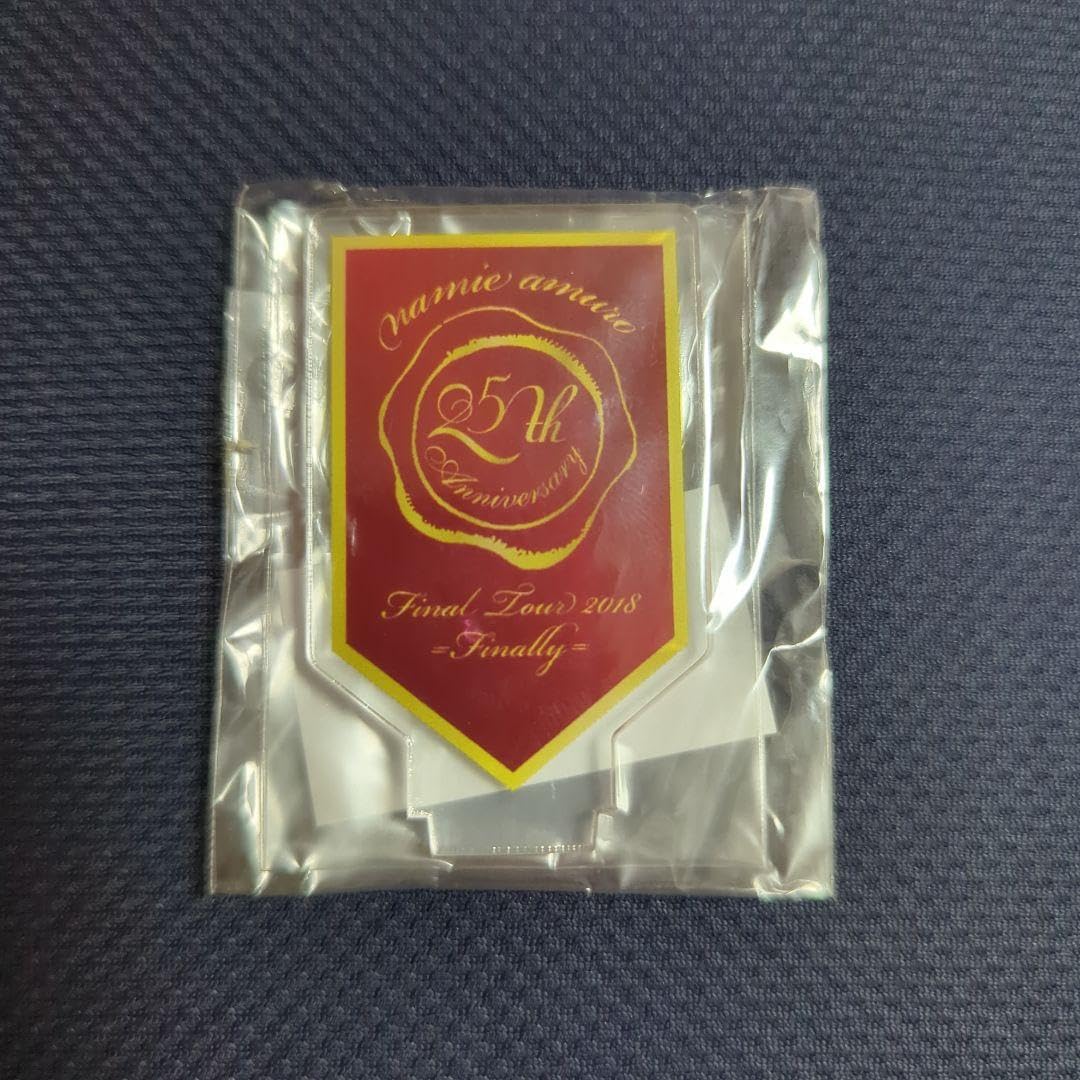 namie amuro
25th
Anniversary
Final Tour 2018
=Finally=